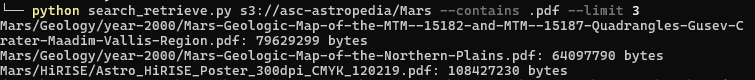 └── python search_retrieve.py s3://asc-astropedia/Mars --contains .pdf --limit 3
Mars/Geology/year-2000/Mars-Geologic-Map-of-the-MTM--15182-and-MTM--15187-Quadrangles-Gusev-C
rater-Maadim-Vallis-Region.pdf: 79629299 bytes
Mars/Geology/year-2000/Mars-Geologic-Map-of-the-Northern-Plains.pdf: 64097790 bytes
Mars/HiRISE/Astro_HiRISE_Poster_300dpi_CMYK_120219.pdf: 108427230 bytes